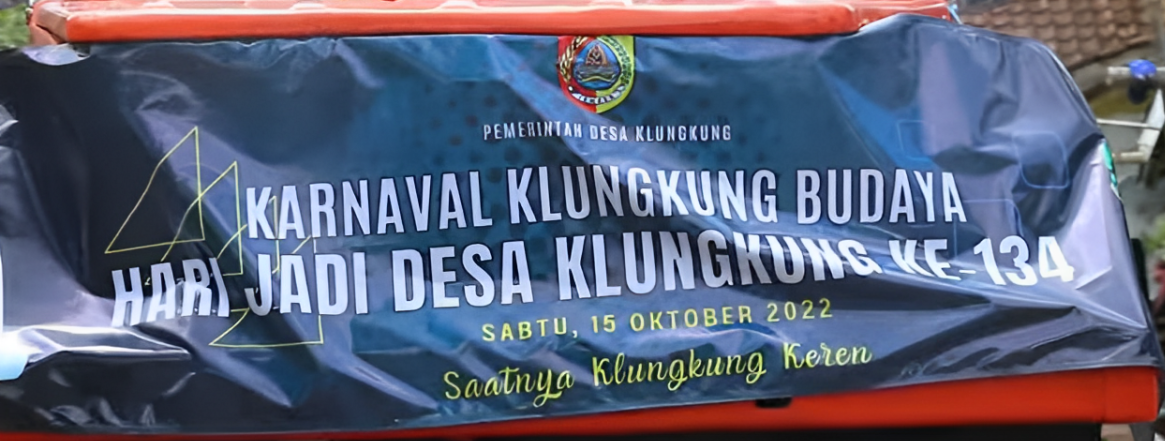 PEMERINTAH DESA KLUNGKUNG
KARNAVAL KLUNGKUNG BUDAYA
HARI JADI DESA KLUNGKUNG KE-134
SABTU, 15 OKTOBER 2022
Saatnya Klungkung Keren